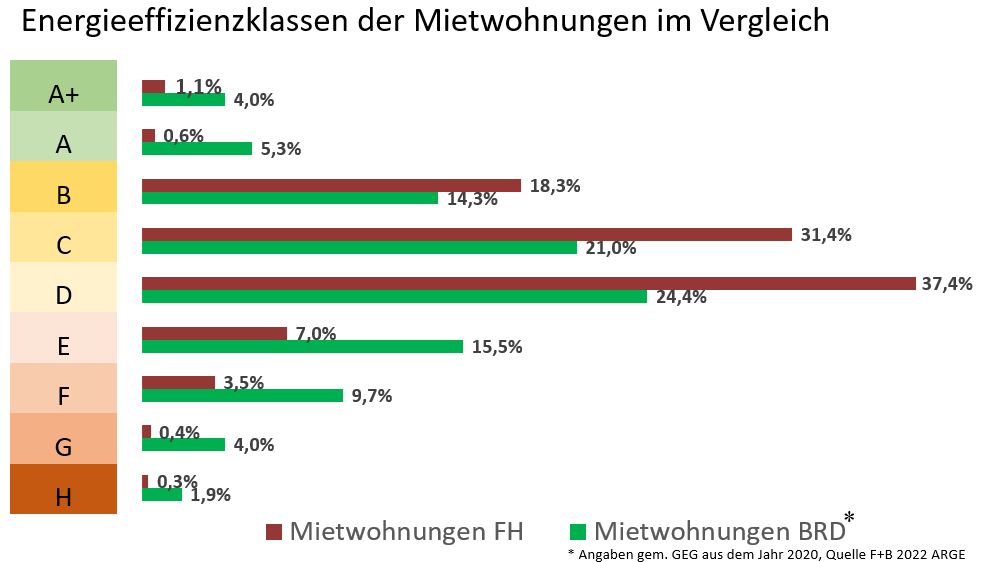 Energieeffizienzklassen der Mietwohnungen im Vergleich
A+
1,1%
4,0%
A
0,6%
5,3%
B
18,3%
14,3%
C
31,4%
21,0%
D
37,4%
24,4%
E
7,0%
15,5%
F
3,5%
9,7%
G
0,4%
4,0%
H
0,3%
1,9%
Mietwohnungen FH Mietwohnungen BRD*
* Angaben gem. GEG aus dem Jahr 2020, Quelle F+B 2022 ARGE